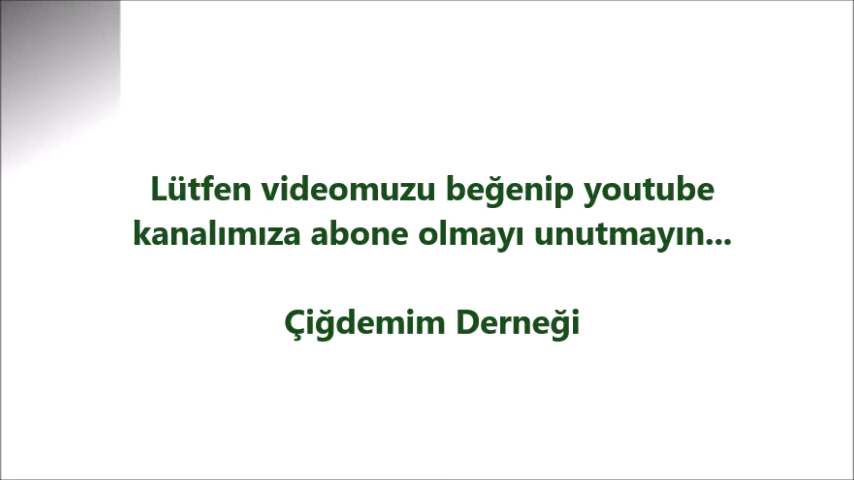 Lütfen videomuzu beğenip youtube
kanalımıza abone olmayı unutmayın...
Çiğdemim Derneği